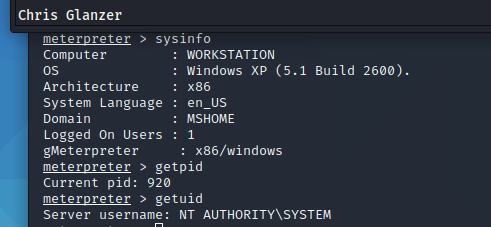 Chris Glanzer
meterpreter > sysinfo
Computer        : WORKSTATION
OS              : Windows XP (5.1 Build 2600).
Architecture    : x86
System Language : en_US
Domain          : MSHOME
Logged On Users : 1
gMeterpreter     : x86/windows
meterpreter > getpid
Current pid: 920
meterpreter > getuid
Server username: NT AUTHORITY\SYSTEM